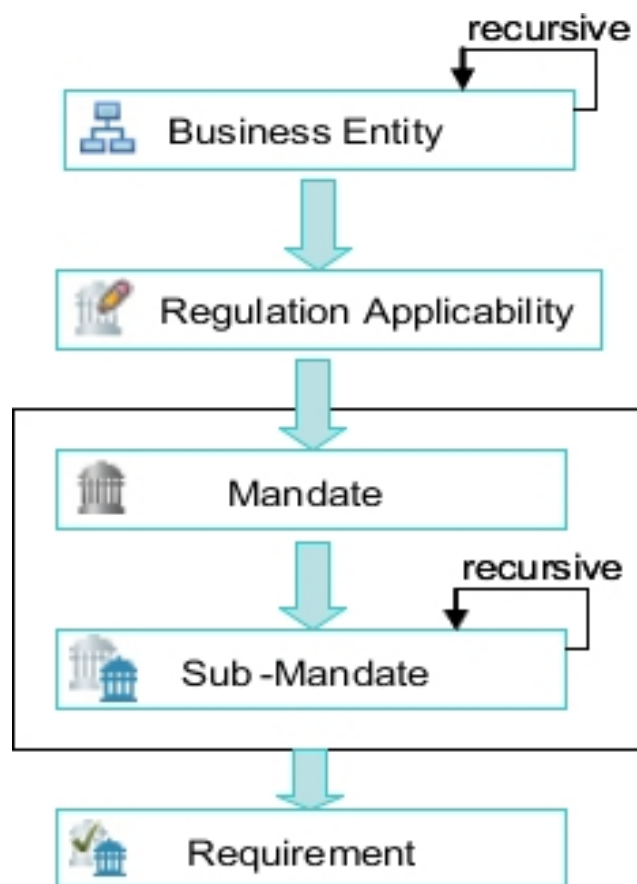 recursive
Business Entity
Regulation Applicability
Mandate
recursive
Sub-Mandate
Requirement